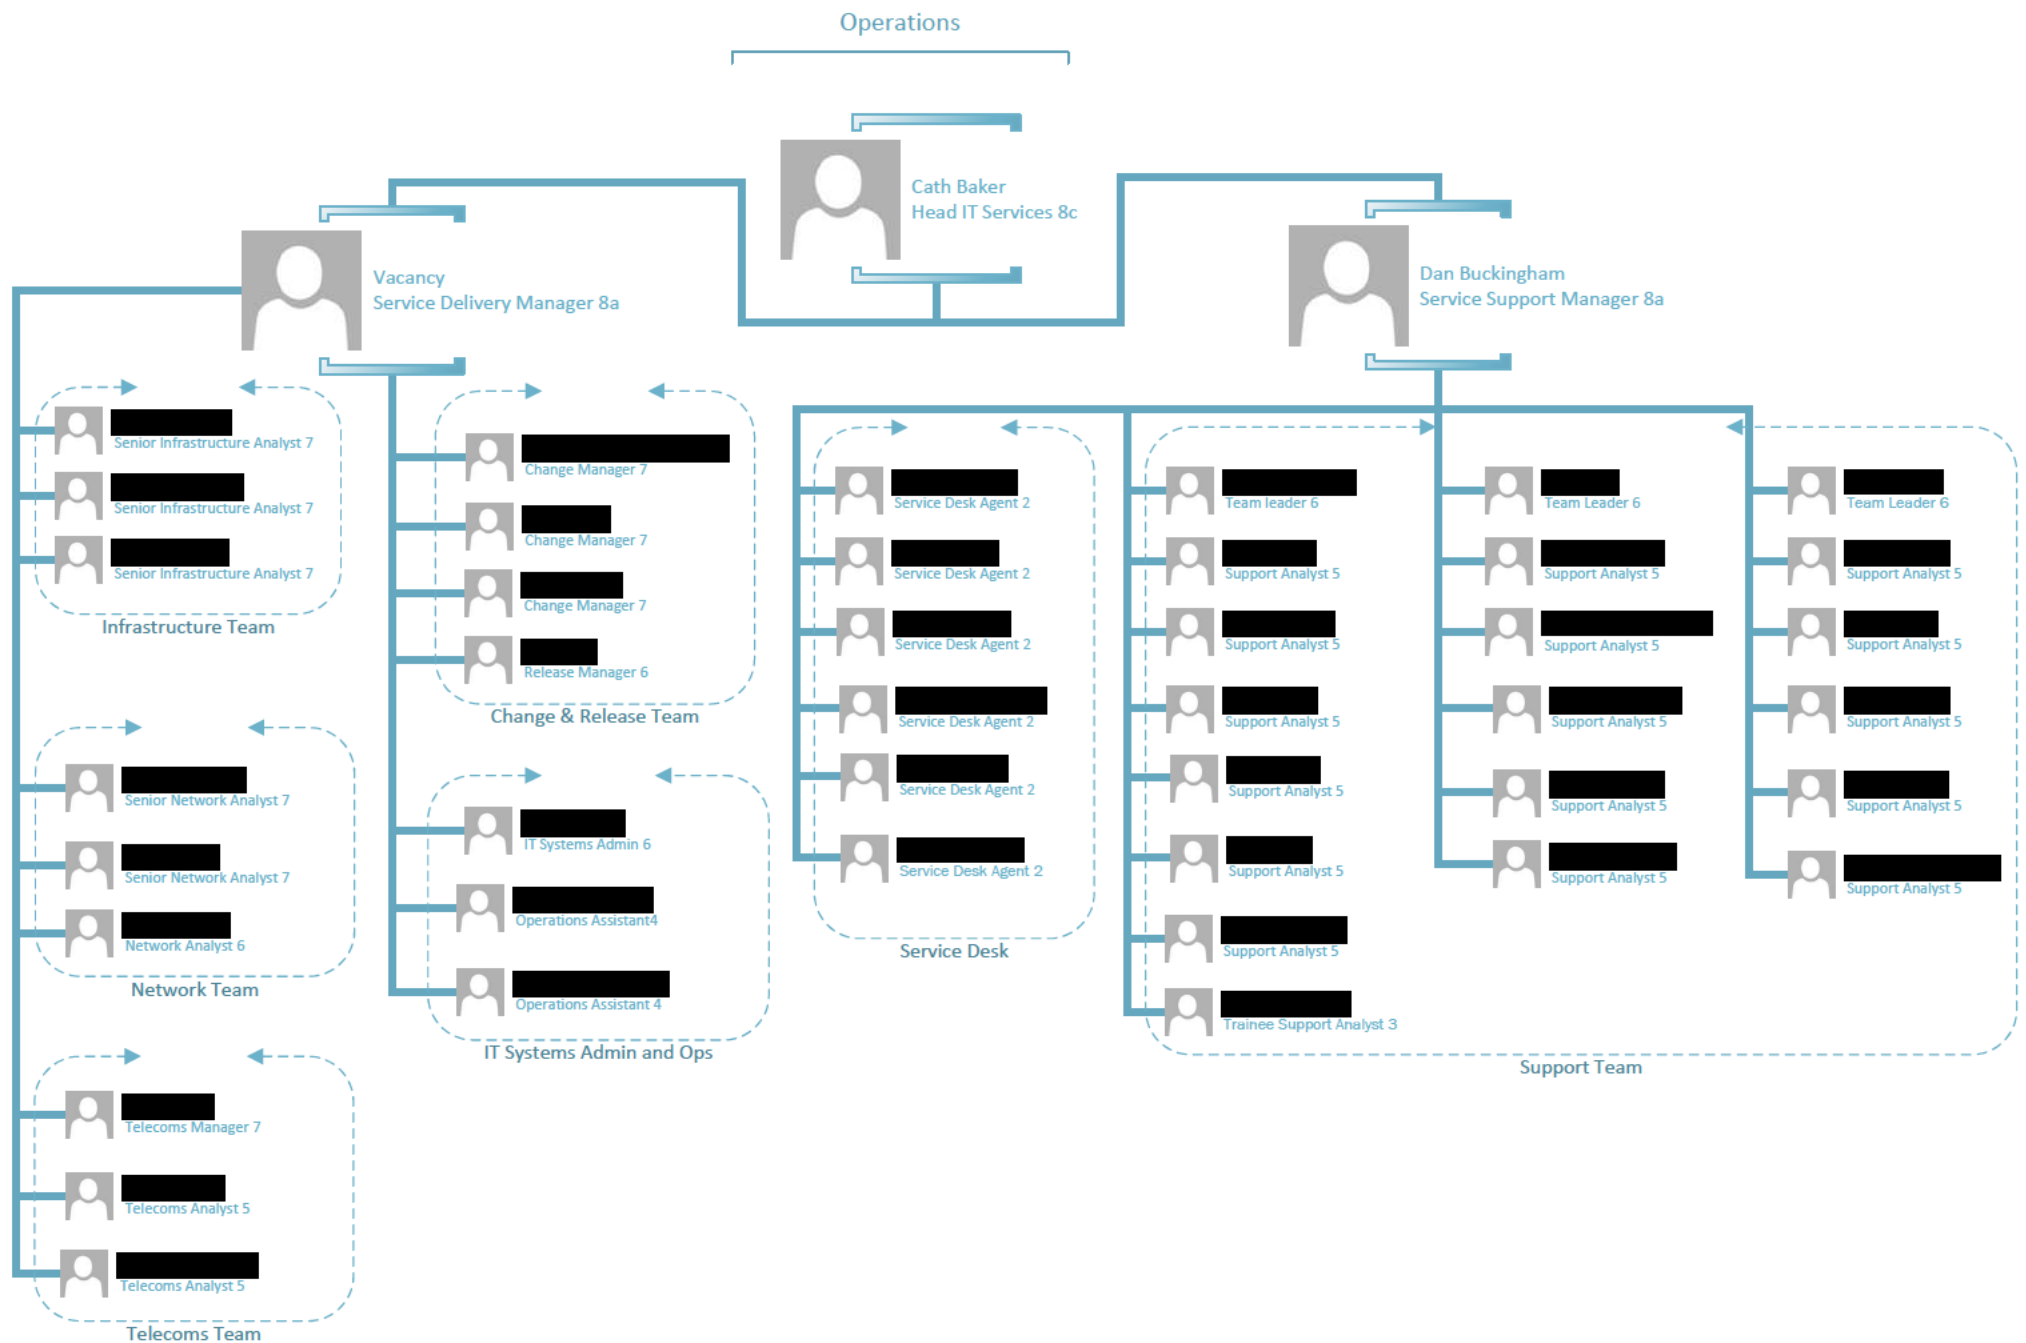 Operations
Cath Baker
Head IT Services 8c
Vacancy
Service Delivery Manager 8a
Dan Buckingham
Service Support Manager 8a
Senior Infrastructure Analyst 7
Senior Infrastructure Analyst 7
Senior Infrastructure Analyst 7
Infrastructure Team
Senior Network Analyst 7
Senior Network Analyst 7
Network Analyst 6
Network Team
Telecoms Manager 7
Telecoms Analyst 5
Telecoms Analyst 5
Telecoms Team
Change Manager 7
Change Manager 7
Change Manager 7
Release Manager 6
Change & Release Team
IT Systems Admin 6
Operations Assistant4
Operations Assistant 4
IT Systems Admin and Ops
Service Desk Agent 2
Service Desk Agent 2
Service Desk Agent 2
Service Desk Agent 2
Service Desk Agent 2
Service Desk Agent 2
Service Desk
Team leader 6
Support Analyst 5
Support Analyst 5
Support Analyst 5
Support Analyst 5
Support Analyst 5
Support Analyst 5
Trainee Support Analyst 3
Team Leader 6
Support Analyst 5
Support Analyst 5
Support Analyst 5
Support Analyst 5
Support Analyst 5
Team Leader 6
Support Analyst 5
Support Analyst 5
Support Analyst 5
Support Analyst 5
Support Analyst 5
Support Team